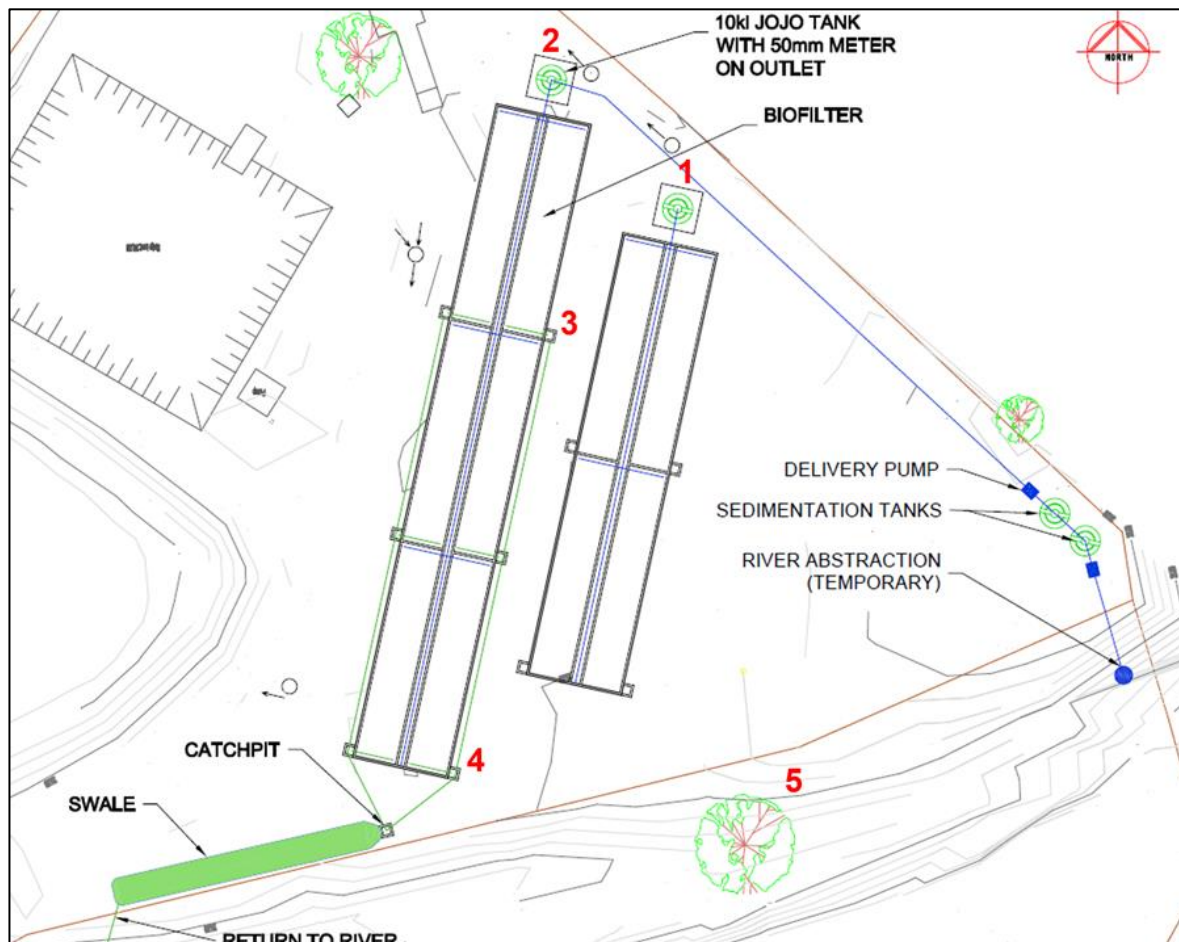 10kl JOJO TANK
WITH 50mm METER
ON OUTLET
2
NORTH
BIOFILTER
1
3
DELIVERY PUMP
SEDIMENTATION TANKS
RIVER ABSTRACTION
(TEMPORARY)
CATCHPIT
4
SWALE
5
RETURN TO RIVER